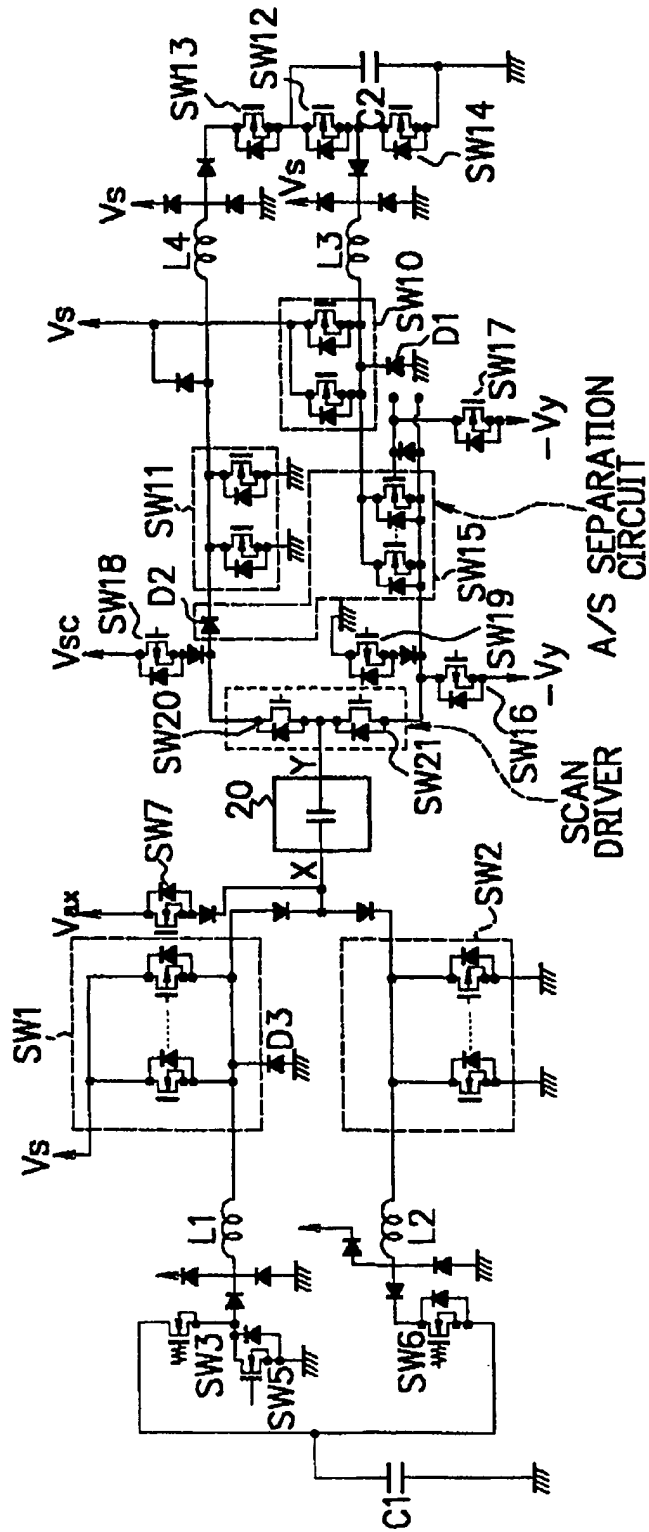 Vs
SW1
Vax
SW7
20
X
Y
SW20
SW21
SCAN
DRIVER
Vsc
SW18
D2
SW11
SW19
SW16
-Vy
SW15
A/S SEPARATION
CIRCUIT
Vs
SW10
D1
SW17
-Vy
L4
L3
Vs
Vs
SW13
SW12
C2
SW14
L1
D3
L2
SW2
SW3
SW5
SW6
C1